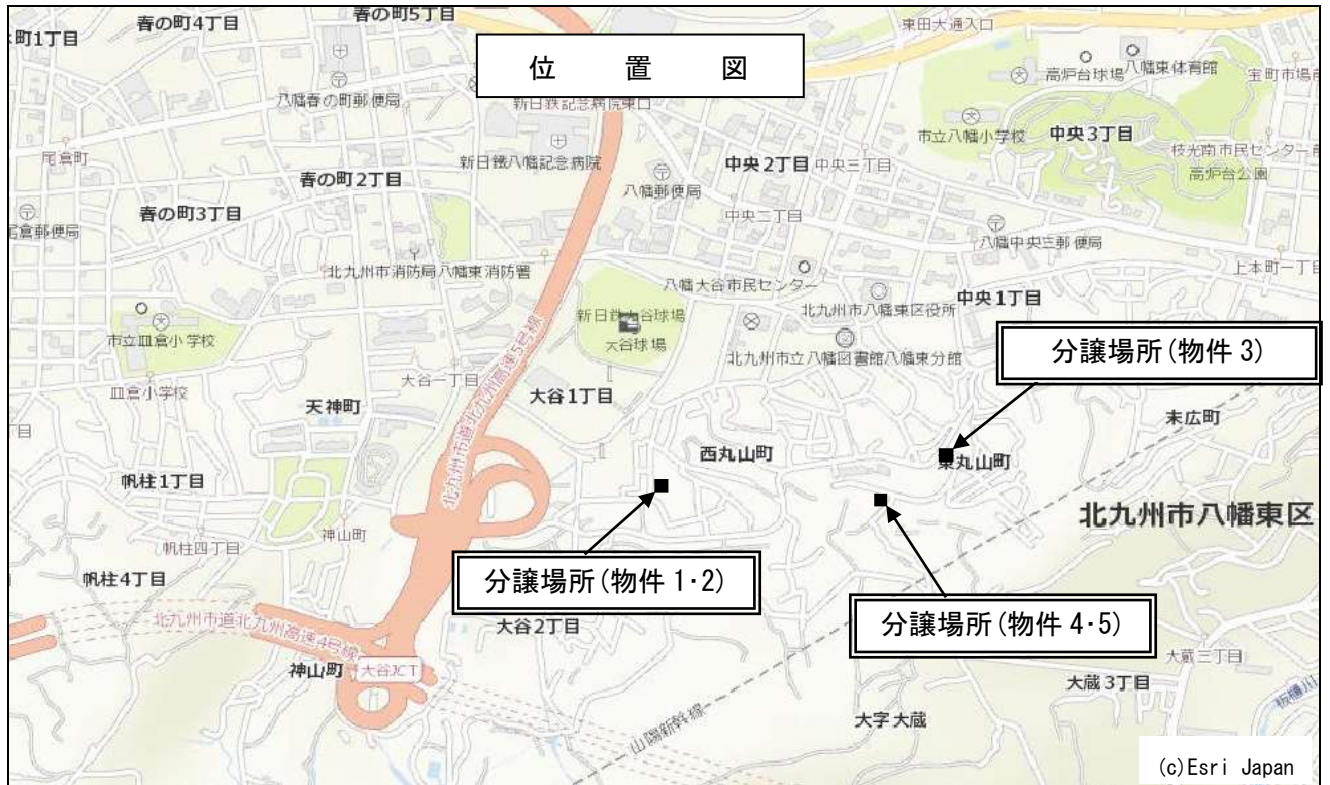 春の町4丁目
春の町5丁目
町1丁目
東田大通入口
位 置 図
高炉台球場
八幡東体育館
宝町市場前
八幡春の町郵便局
新日鉄記念病院東口
市立八幡小学校
中央3丁目
尾倉町
新日鐵八幡記念病院
中央2丁目
中央三丁目
枝光南市民センター前
高炉台公園
春の町2丁目
八幡郵便局
春の町3丁目
中央二丁目
尾倉郵便局
八幡中央三郵便局
北九州市消防局八幡東消防署
八幡大谷市民センター
上本町一丁目
北九州市八幡東区役所
中央1丁目
新日鉄大谷球場
大谷球場
市立皿倉小学校
北九州市立八幡図書館八幡東分館
分譲場所(物件 3)
大谷一丁目
皿倉小学校
大谷1丁目
天神町
北九州市道北九州高速5号線
末広町
西丸山町
東丸山町
帆柱1丁目
北九州市八幡東区
神山町
帆柱四丁目
帆柱4丁目
分譲場所(物件 1・2)
北九州市道北九州高速4号線
大谷2丁目
分譲場所(物件 4・5)
神山町
大谷JCT
大蔵三丁目
大蔵3丁目
大字大蔵
山陽新幹線
板櫃川
(c)Esri Japan